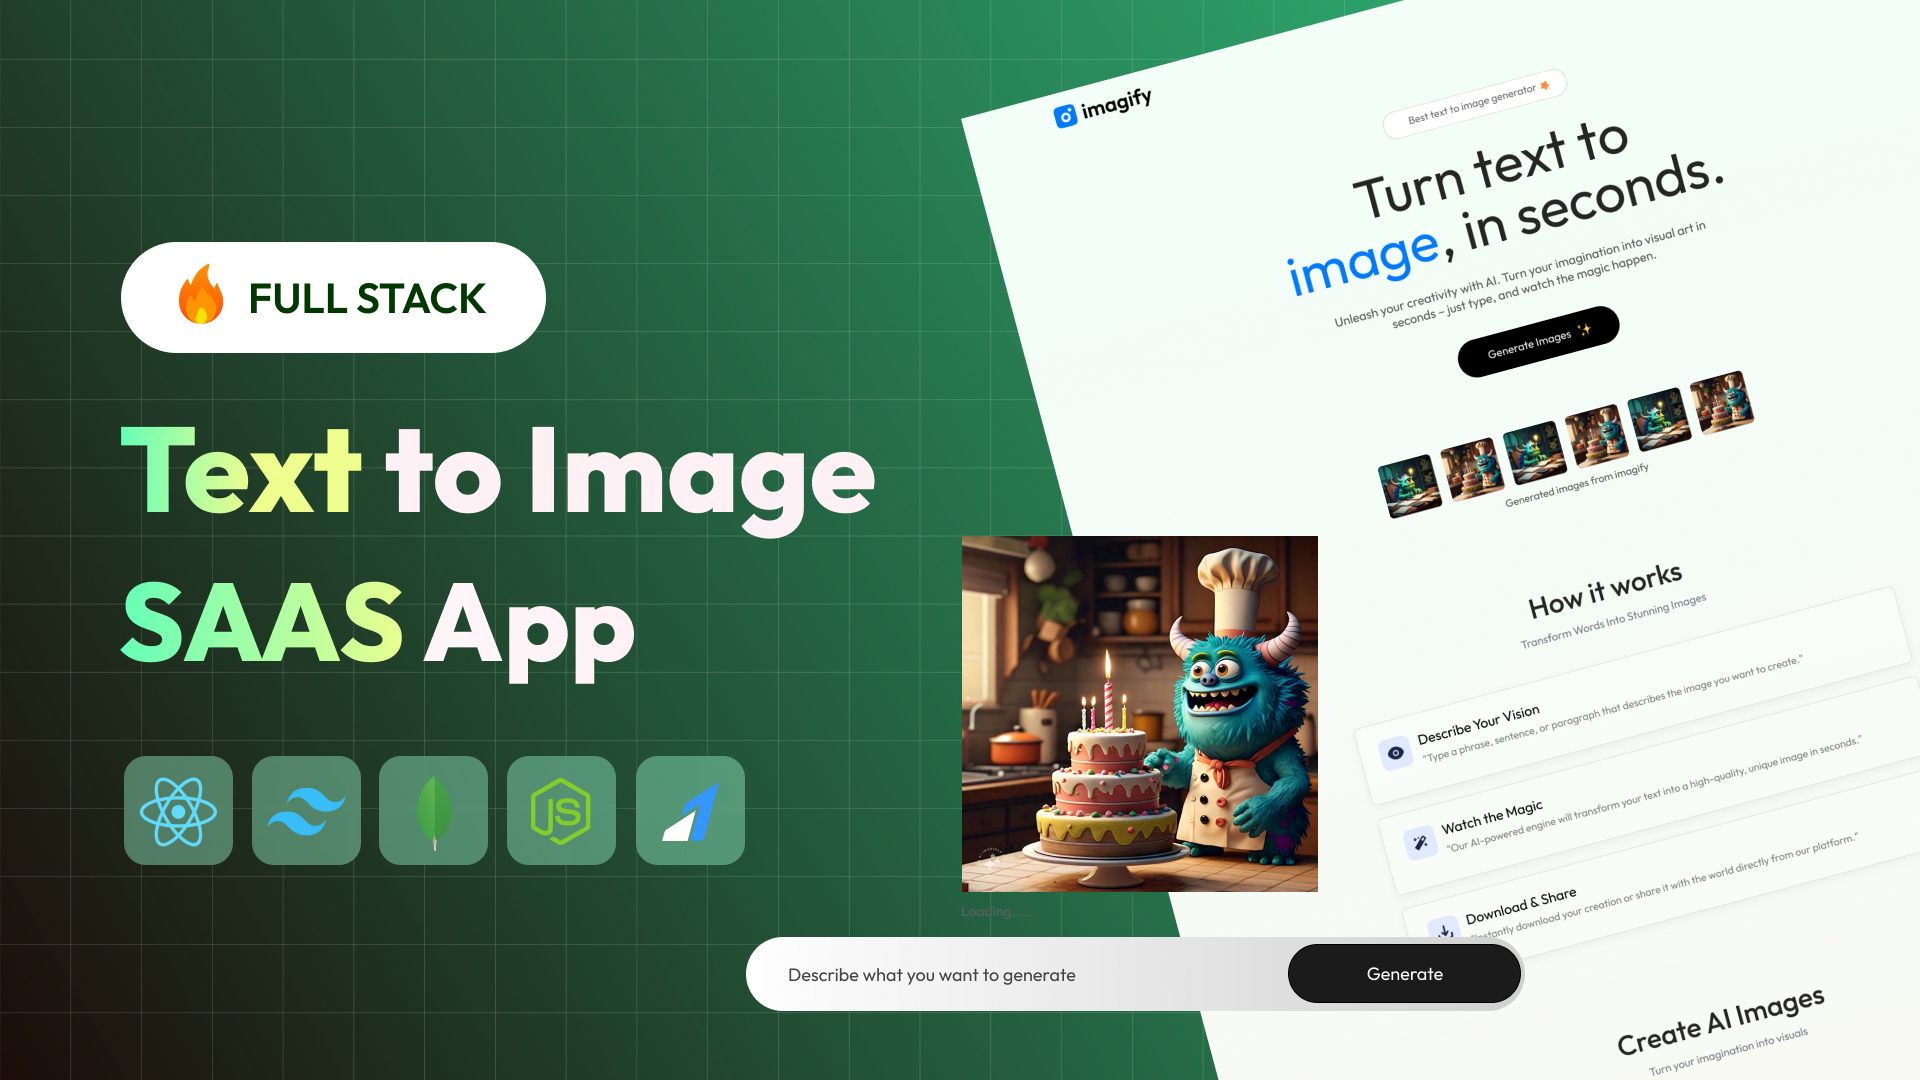 FULL STACK
Text to Image
SAAS App
JS
imagify
Best text to image generator
Turn text to
image, in seconds.
Unleash your creativity with AI. Turn your imagination into visual art in
seconds – just type, and watch the magic happen.
Generate Images
Generated images from imagify
How it works
Transform Words Into Stunning Images
Describe Your Vision
"Type a phrase, sentence, or paragraph that describes the image you want to create."
Watch the Magic
"Our AI-powered engine will transform your text into a high-quality, unique image in seconds."
Download & Share
"Instantly download your creation or share it with the world directly from our platform."
Loading.....
Describe what you want to generate
Generate
Create AI Images
Turn your imagination into visuals